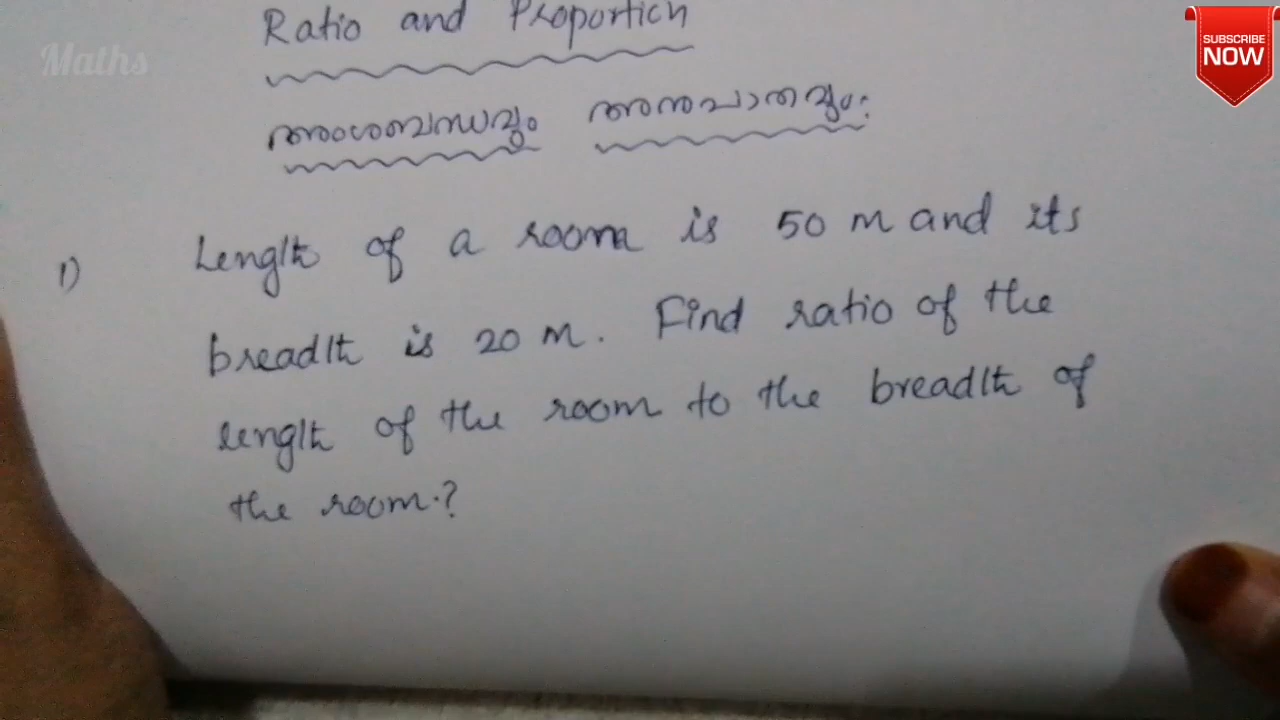 Maths
SUBSCRIBE
NOW
Ratio and Proportion
അംശബന്ധവും അനുപാതവും:
1) Length of a room is 50 m and its
breadth is 20 m. Find ratio of the
length of the room to the breadth of
the room.?